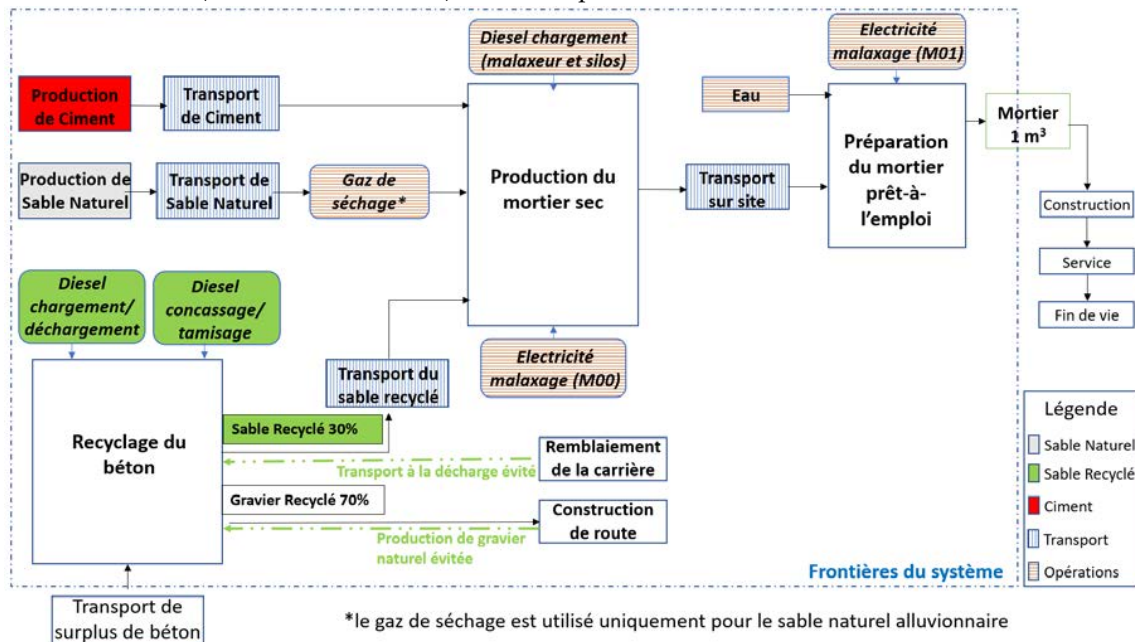 Diesel chargement
(malaxeur et silos)
Electricité
malaxage (M01)
Production
de Ciment
Transport
de Ciment
Eau
Production de
Sable Naturel
Transport de
Sable Naturel
Gaz de
séchage*
Production du
mortier sec
Transport
sur site
Préparation
du mortier
prêt-à-
l'emploi
Mortier
1 m³
Construction
Service
Fin de vie
Diesel
chargement/
déchargement
Diesel
concassage/
tamisage
Electricité
malaxage (M00)
Transport du
sable recyclé
Recyclage du
béton
Sable Recyclé 30%
Transport à la décharge évité
Remblaiement
de la carrière
Gravier Recyclé 70%
Production de gravier
naturel évitée
Construction
de route
Frontières du système
Légende
Sable Naturel
Sable Recyclé
Ciment
Transport
Opérations
Transport de
surplus de béton
*le gaz de séchage est utilisé uniquement pour le sable naturel alluvionnaire